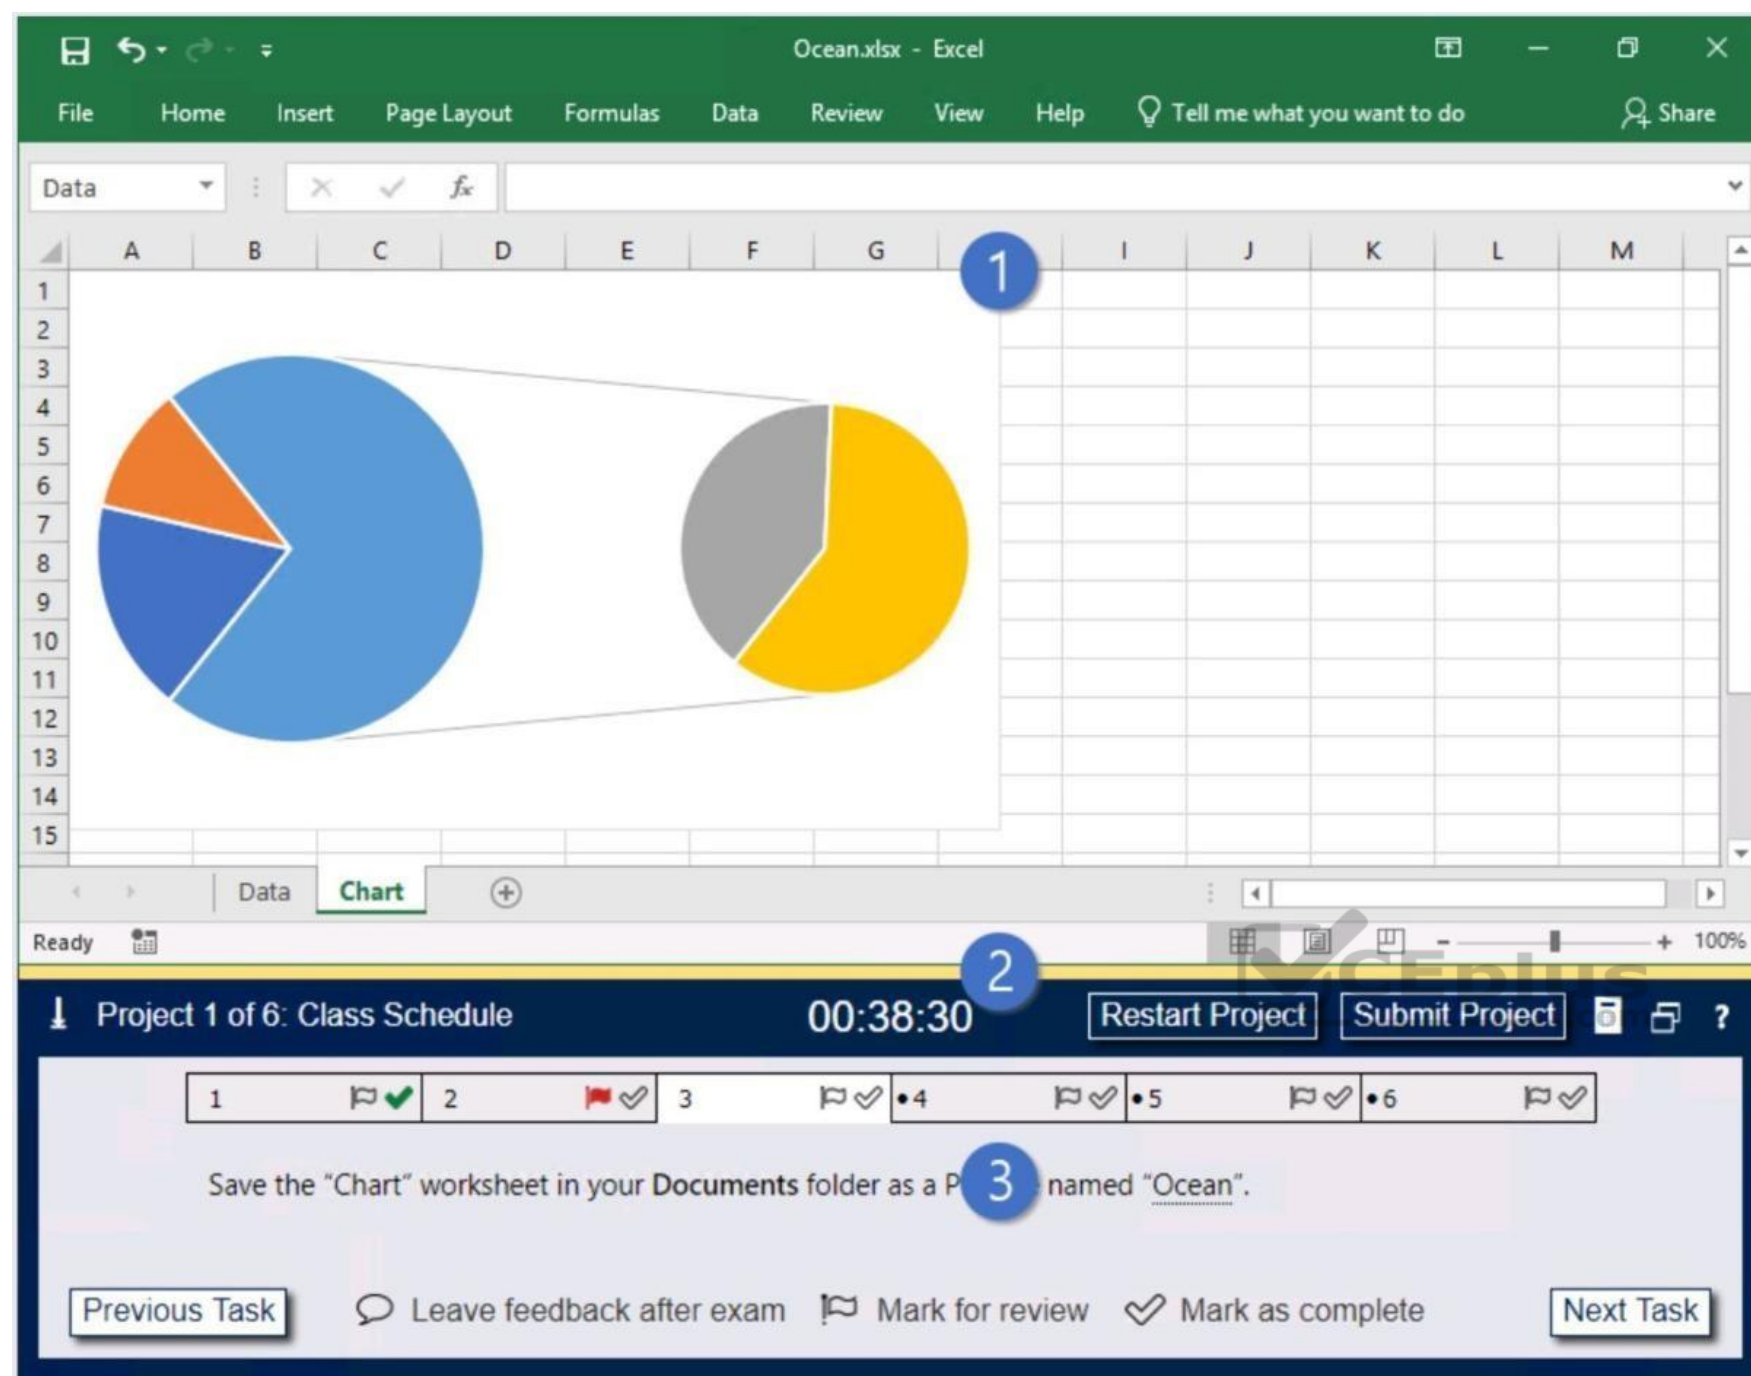 Ocean.xlsx - Excel
File Home Insert Page Layout Formulas Data Review View Help Tell me what you want to do Share
Data fx
A B C D E F G 1 I J K L M
1
2
3
4
5
6
7
8
9
10
11
12
13
14
15
Data Chart
Ready 100%
2
VCEplus
Project 1 of 6: Class Schedule 00:38:30 Restart Project Submit Project ?
1 2 3 •4 •5 •6
Save the “Chart” worksheet in your Documents folder as a P 3 named “Ocean”.
Previous Task Leave feedback after exam Mark for review Mark as complete Next Task